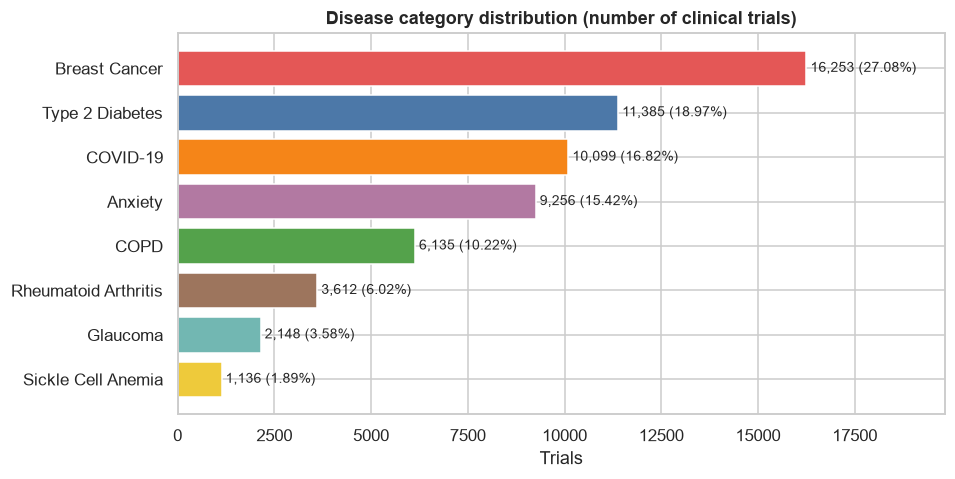 Disease category distribution (number of clinical trials)
Breast Cancer 16,253 (27.08%)
Type 2 Diabetes 11,385 (18.97%)
COVID-19 10,099 (16.82%)
Anxiety 9,256 (15.42%)
COPD 6,135 (10.22%)
Rheumatoid Arthritis 3,612 (6.02%)
Glaucoma 2,148 (3.58%)
Sickle Cell Anemia 1,136 (1.89%)
0 2500 5000 7500 10000 12500 15000 17500
Trials